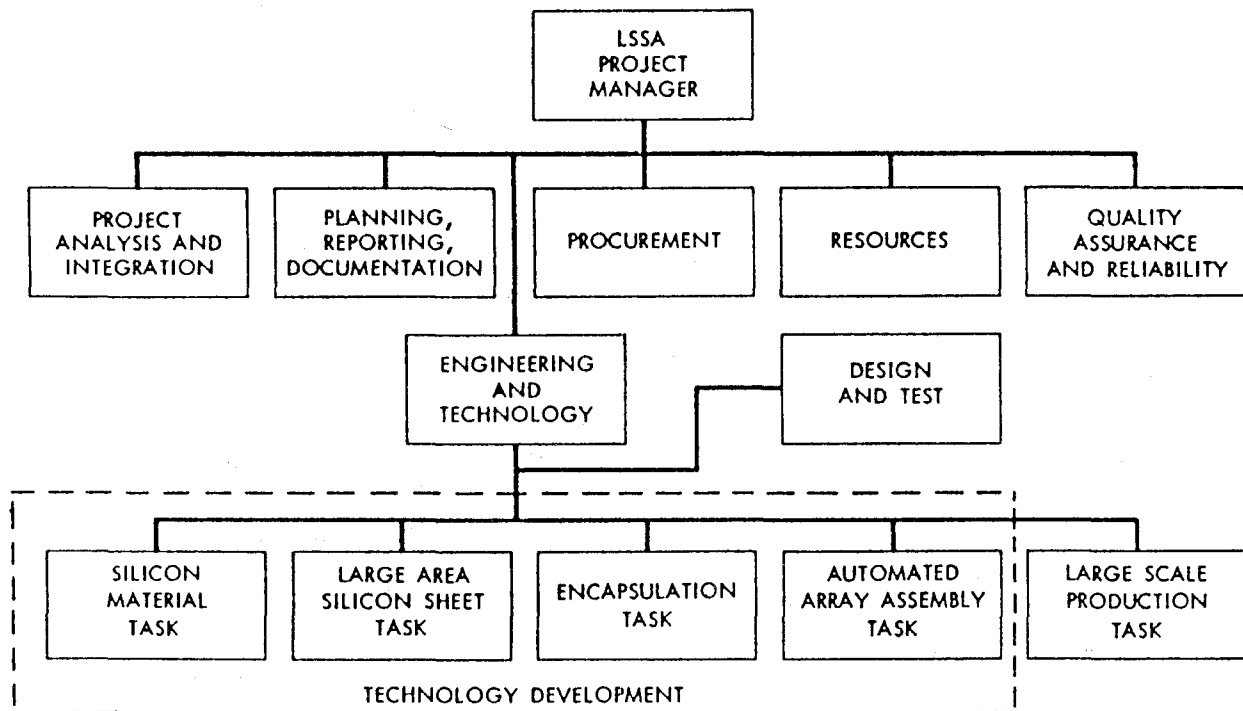 LSSA
PROJECT
MANAGER
PROJECT
ANALYSIS AND
INTEGRATION
PLANNING,
REPORTING,
DOCUMENTATION
PROCUREMENT
RESOURCES
QUALITY
ASSURANCE
AND RELIABILITY
ENGINEERING
AND
TECHNOLOGY
DESIGN
AND TEST
SILICON
MATERIAL
TASK
LARGE AREA
SILICON SHEET
TASK
ENCAPSULATION
TASK
AUTOMATED
ARRAY ASSEMBLY
TASK
LARGE SCALE
PRODUCTION
TASK
TECHNOLOGY DEVELOPMENT